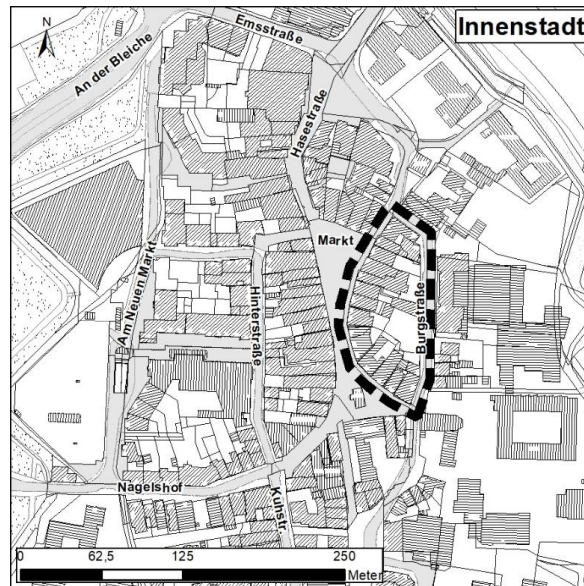 Innenstadt
N
Emsstraße
An der Bleiche
Hasestraße
Markt
Am Neuen Markt
Hinterstraße
Burgstraße
Nagelshof
Kuhstr
0 62,5 125 250
Meter